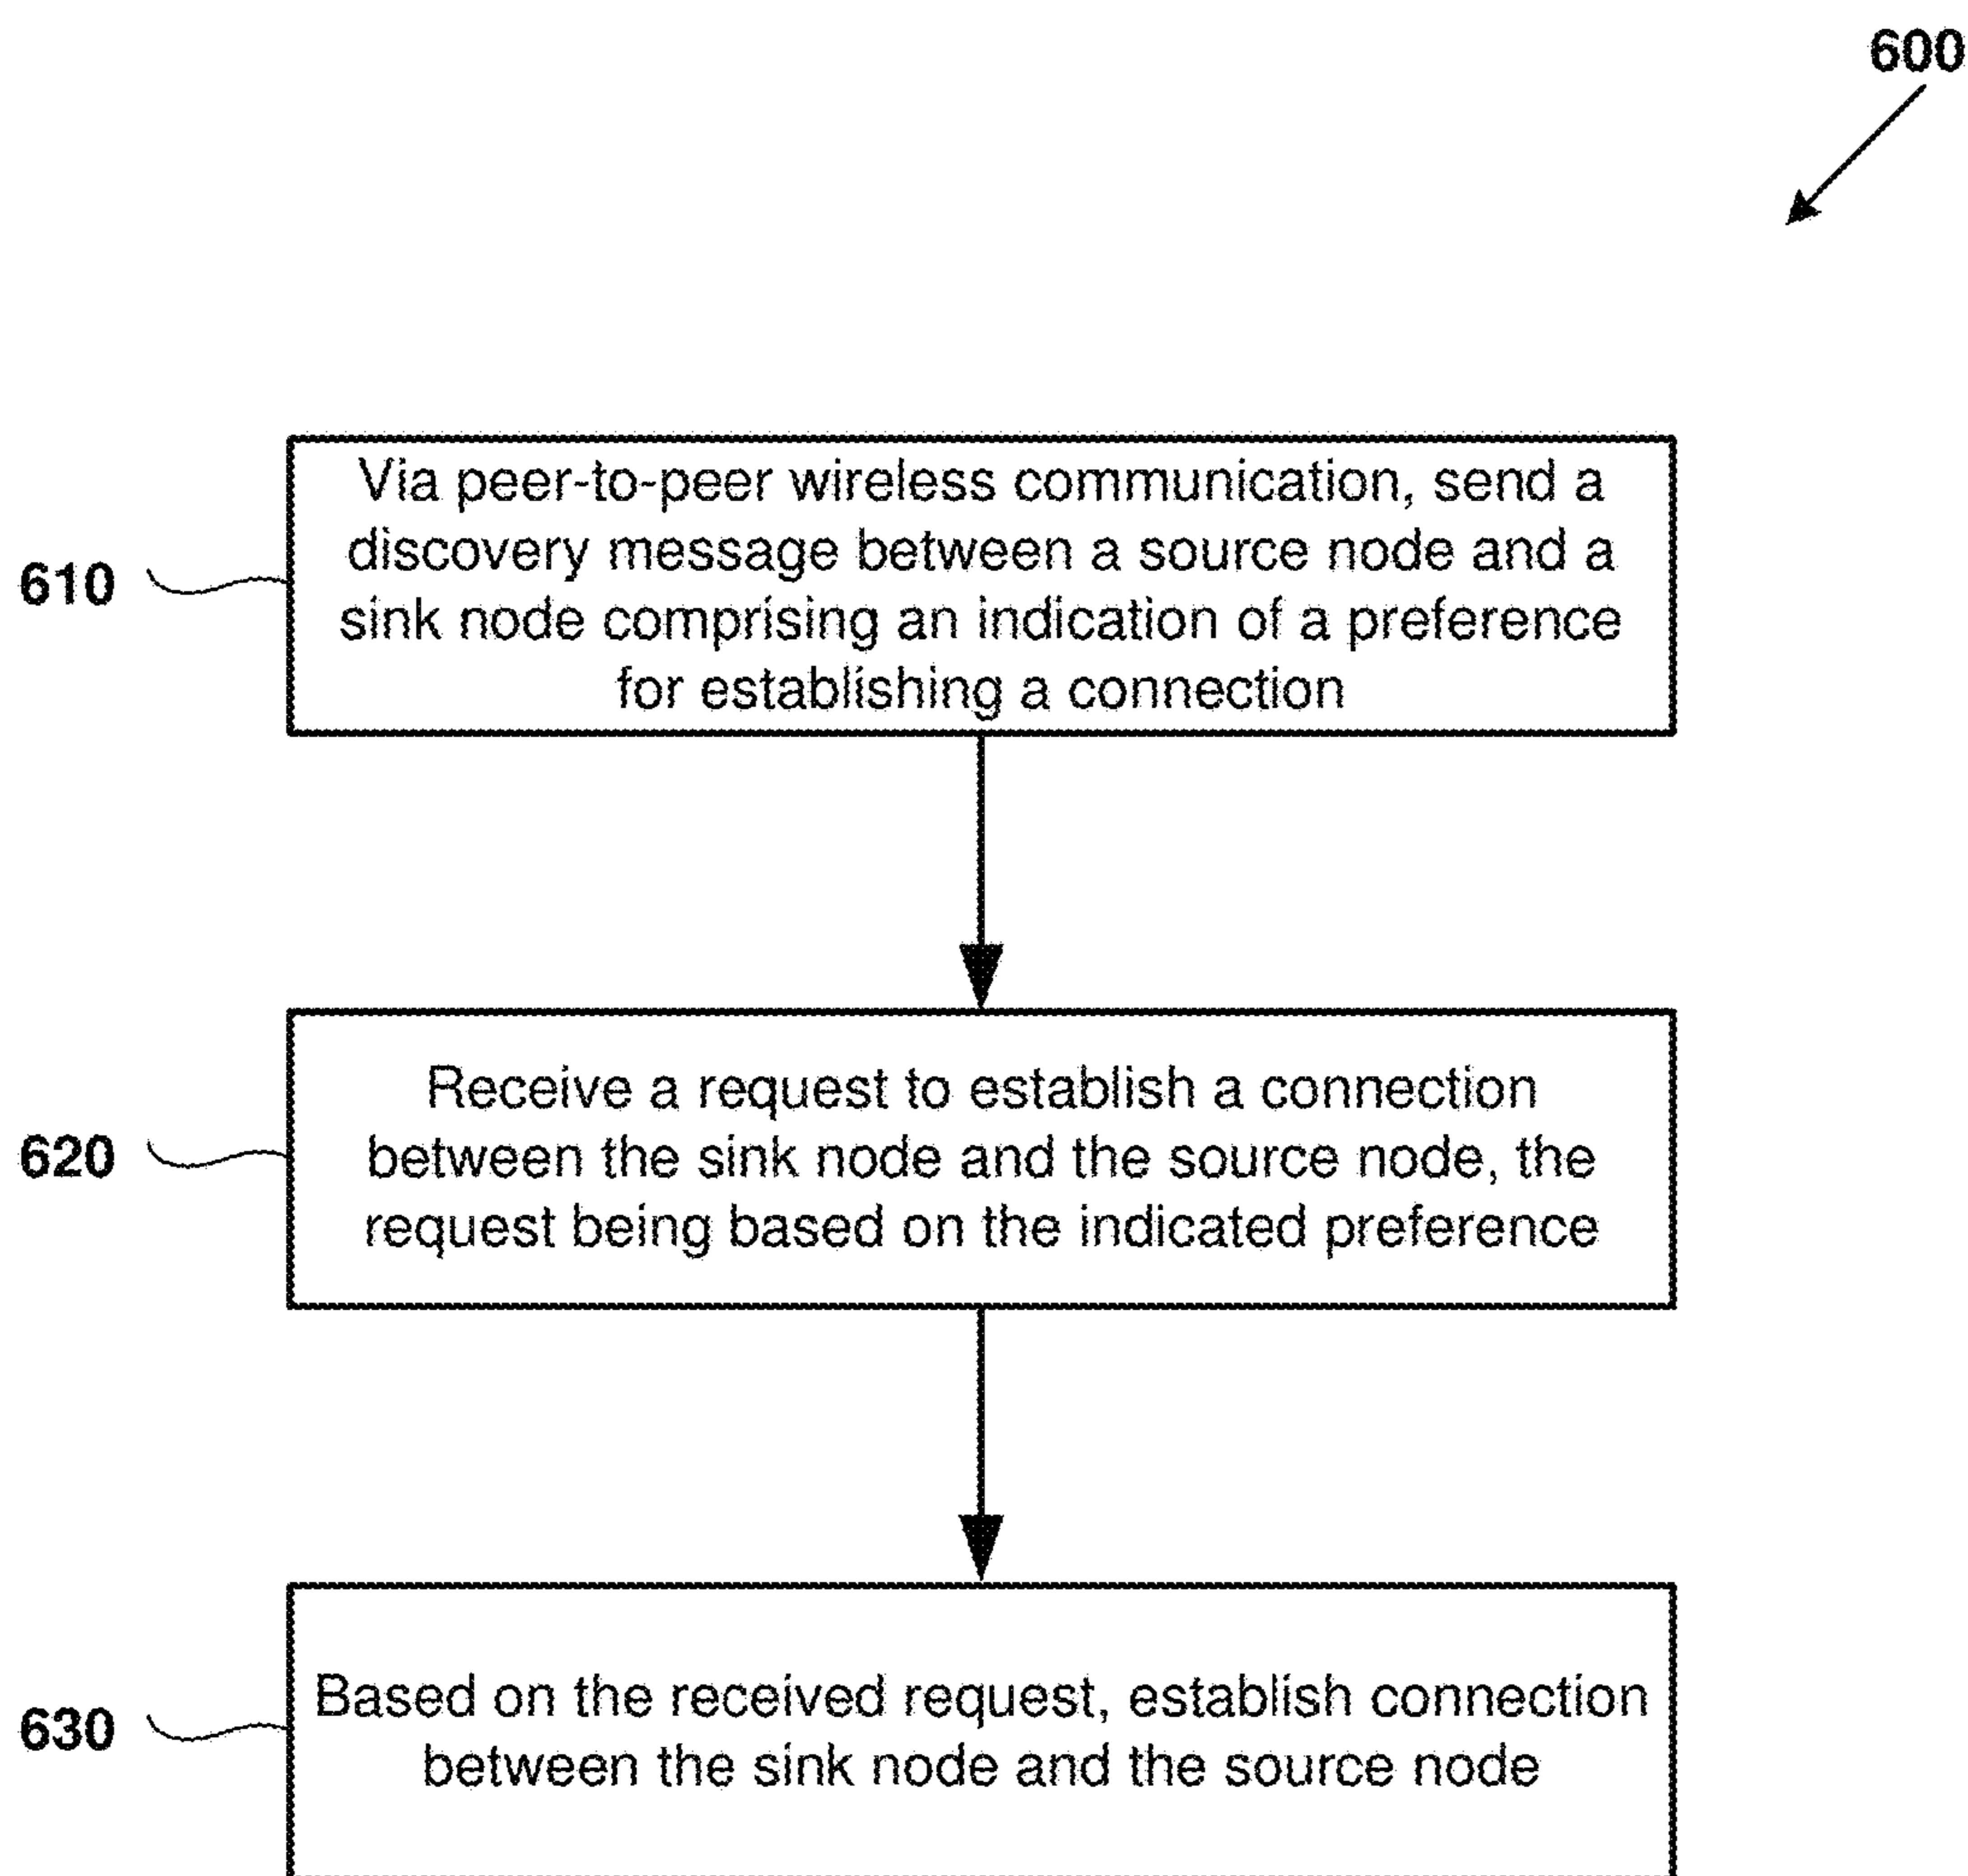 600
610
Via peer-to-peer wireless communication, send a
discovery message between a source node and a
sink node comprising an indication of a preference
for establishing a connection
620
Receive a request to establish a connection
between the sink node and the source node, the
request being based on the indicated preference
630
Based on the received request, establish connection
between the sink node and the source node